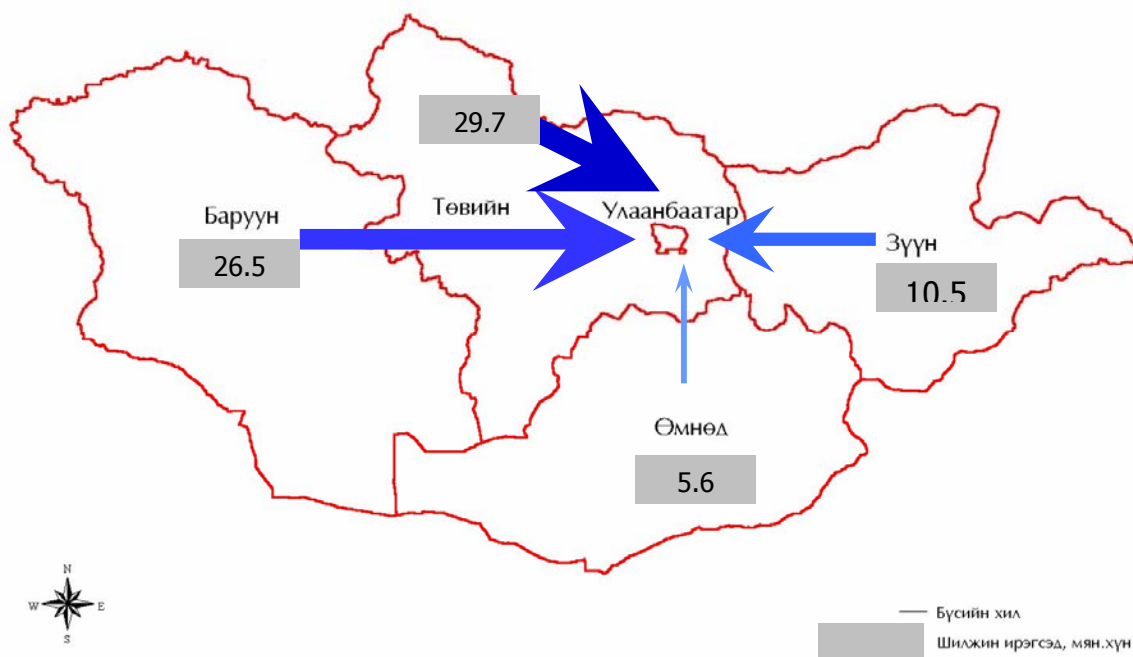 29.7
Төвийн
Улаанбаатар
Баруун
26.5
Зүүн
10.5
Өмнөд
5.6
N
W E
S
Бүсийн хил
Шилжин ирэгсэд, мян.хүн